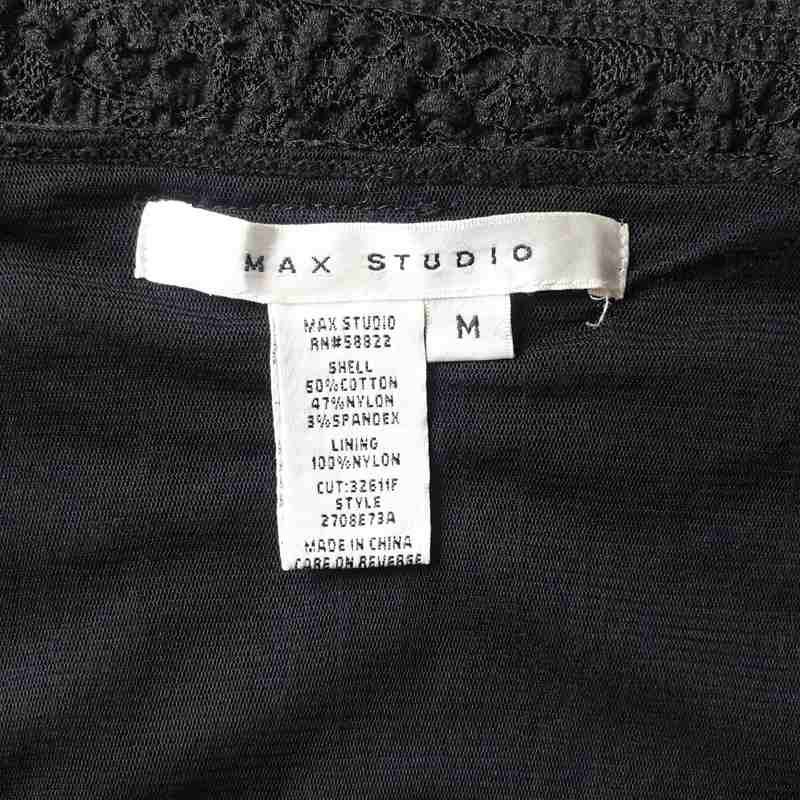 MAX STUDIO
M
MAX STUDIO
RN#58822
SHELL
50%COTTON
47%NYLON
3%SPANDEX
LINING
100%NYLON
CUT:32611F
STYLE
2708E73A
MADE IN CHINA
CARE ON REVERSE